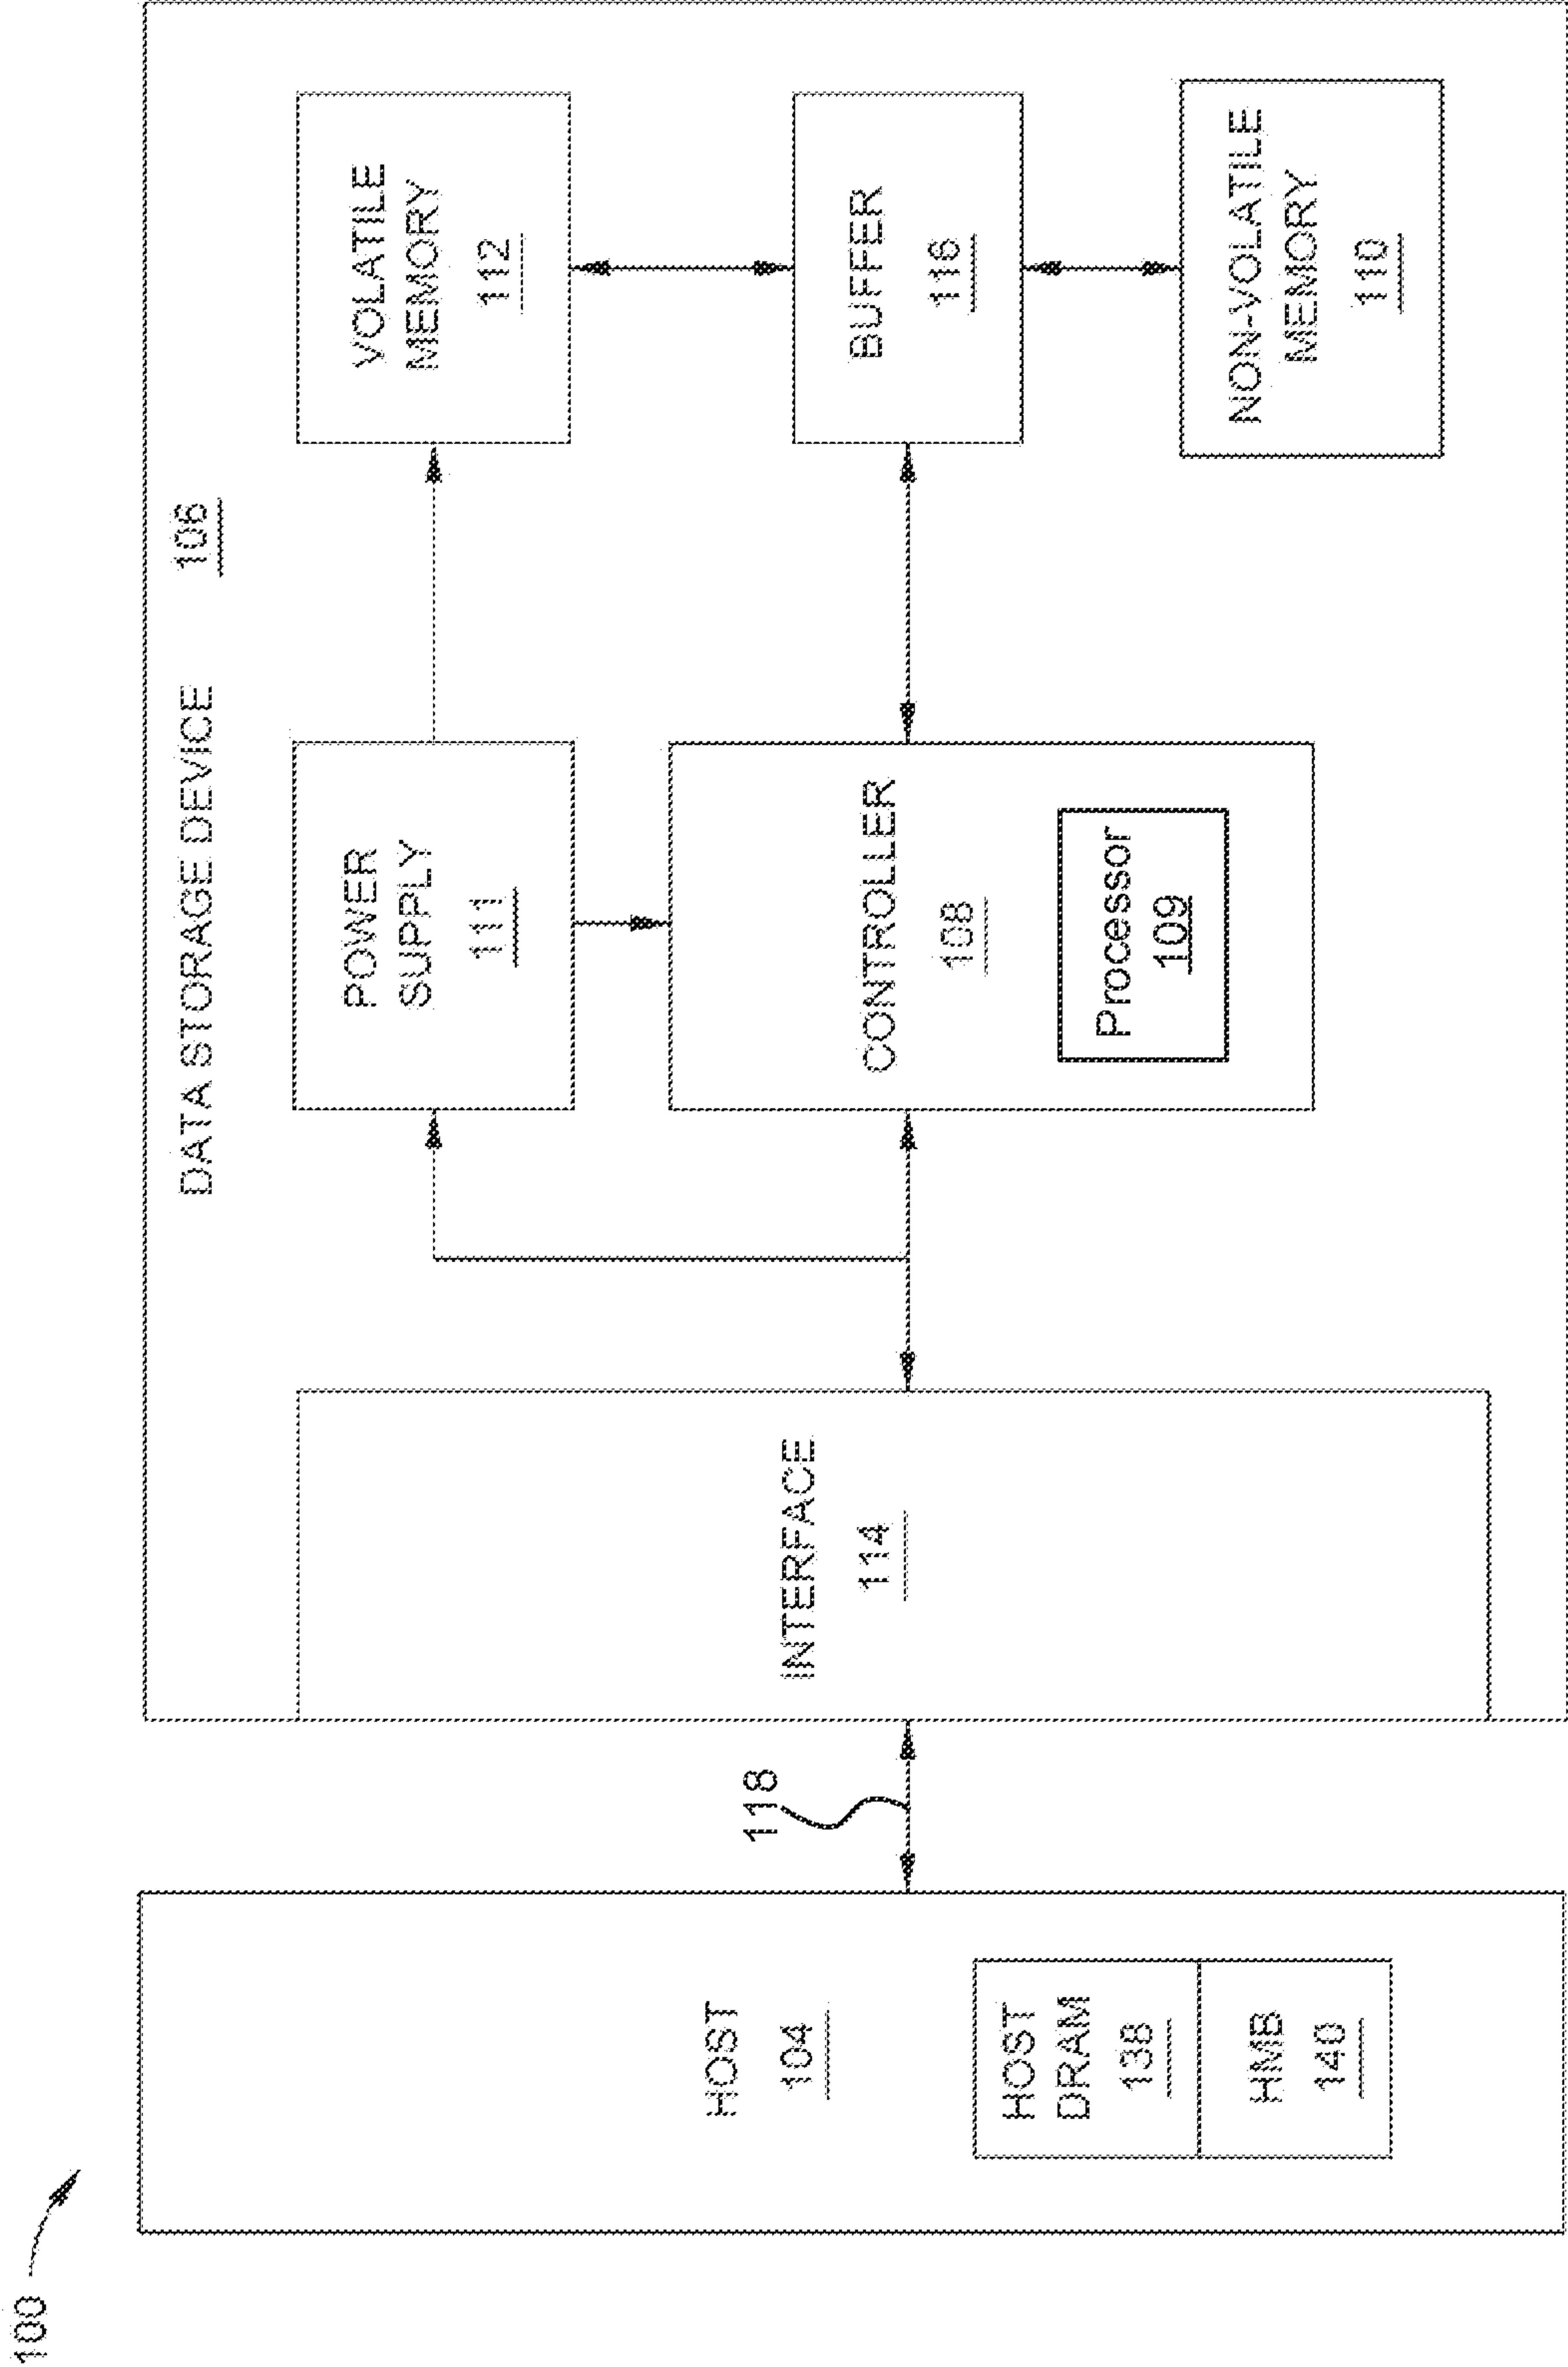 100
HOST
104
HOST
DRAM
138
HMB
140
118
DATA STORAGE DEVICE 106
INTERFACE
114
POWER
SUPPLY
111
CONTROLLER
108
Processor
109
VOLATILE
MEMORY
112
BUFFER
116
NON-VOLATILE
MEMORY
110